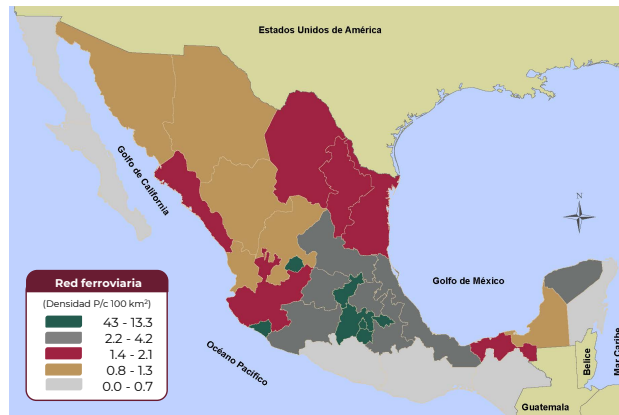 Estados Unidos de América
Golfo de California
N
Golfo de México
Red ferroviaria
(Densidad P/c 100 km²)
43 - 13.3
2.2 - 4.2
1.4 - 2.1
0.8 - 1.3
0.0 - 0.7
Océano Pacífico
Belice
Mar Caribe
Guatemala